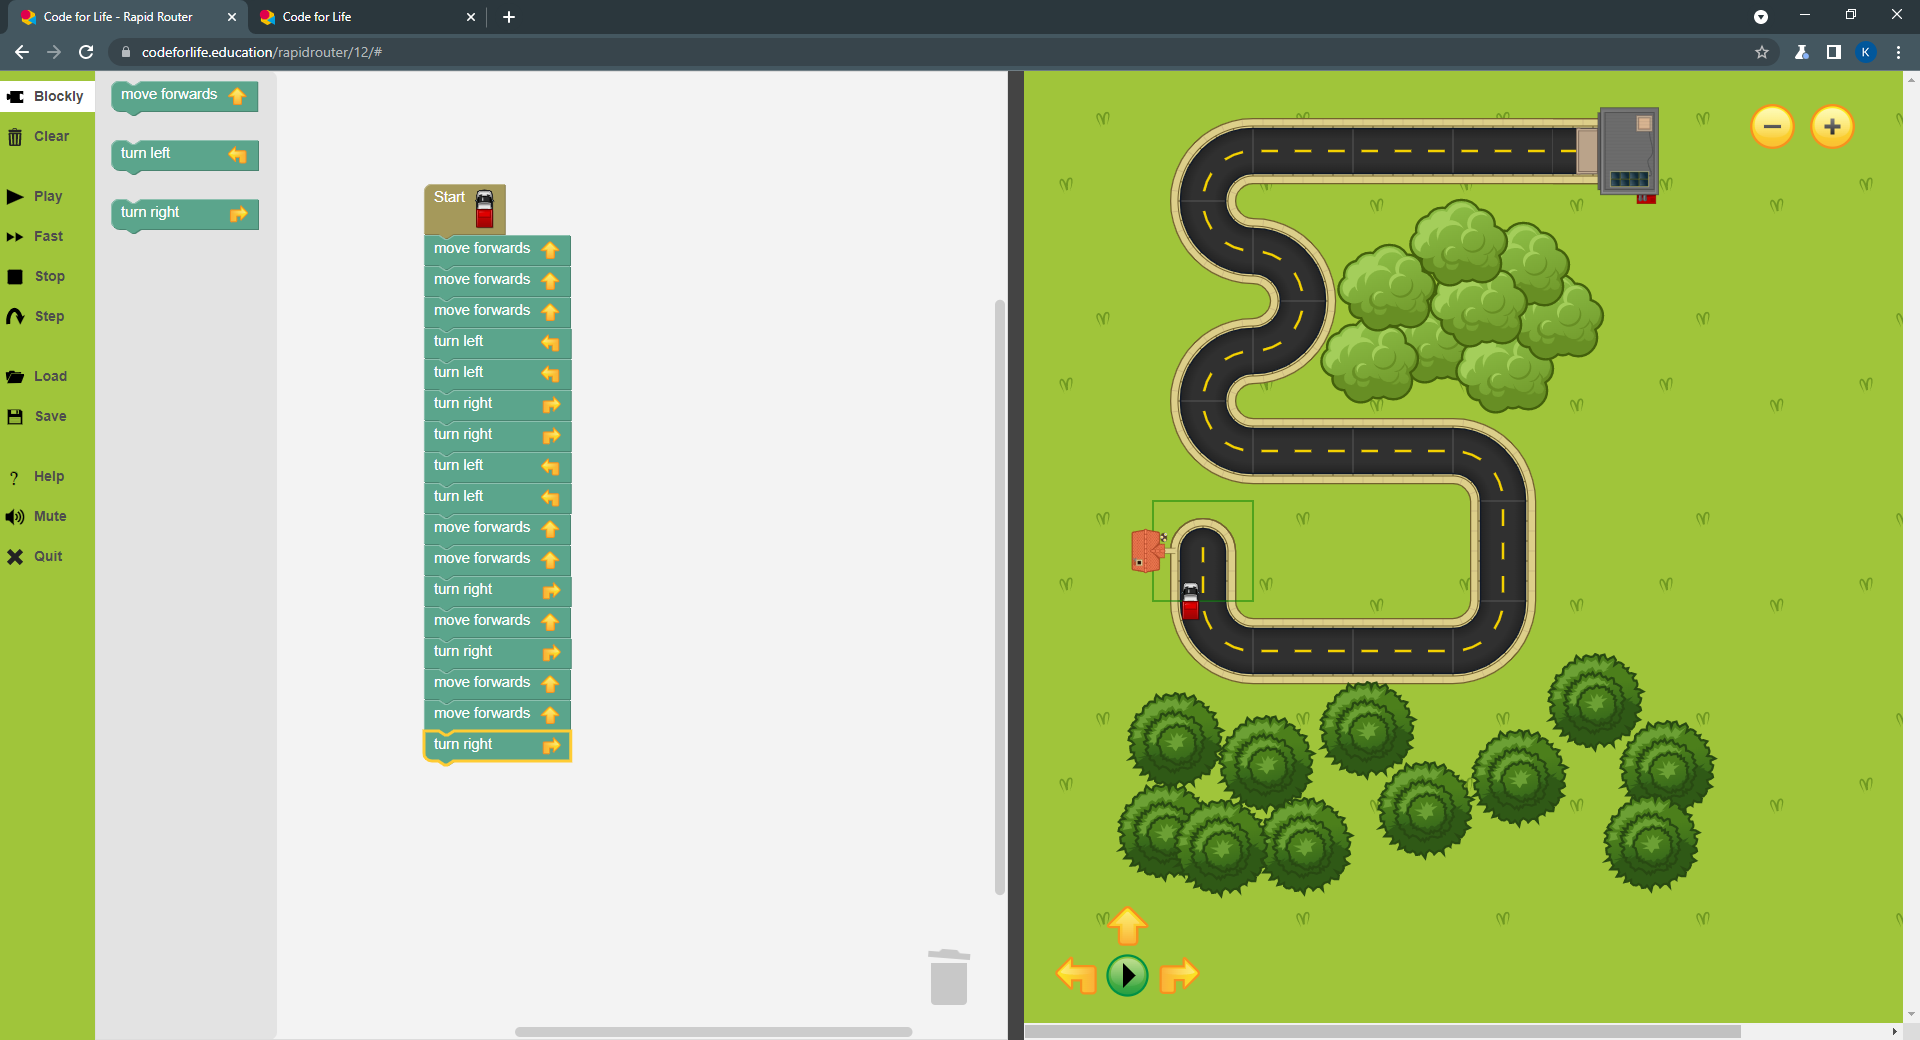 Code for Life - Rapid Router
Code for Life
codeforlife.education/rapidrouter/12/#
K
Blockly
Clear
Play
Fast
Stop
Step
Load
Save
Help
Mute
Quit
move forwards
turn left
turn right
Start
move forwards
move forwards
move forwards
turn left
turn left
turn right
turn right
turn left
turn left
move forwards
move forwards
turn right
move forwards
turn right
move forwards
move forwards
turn right